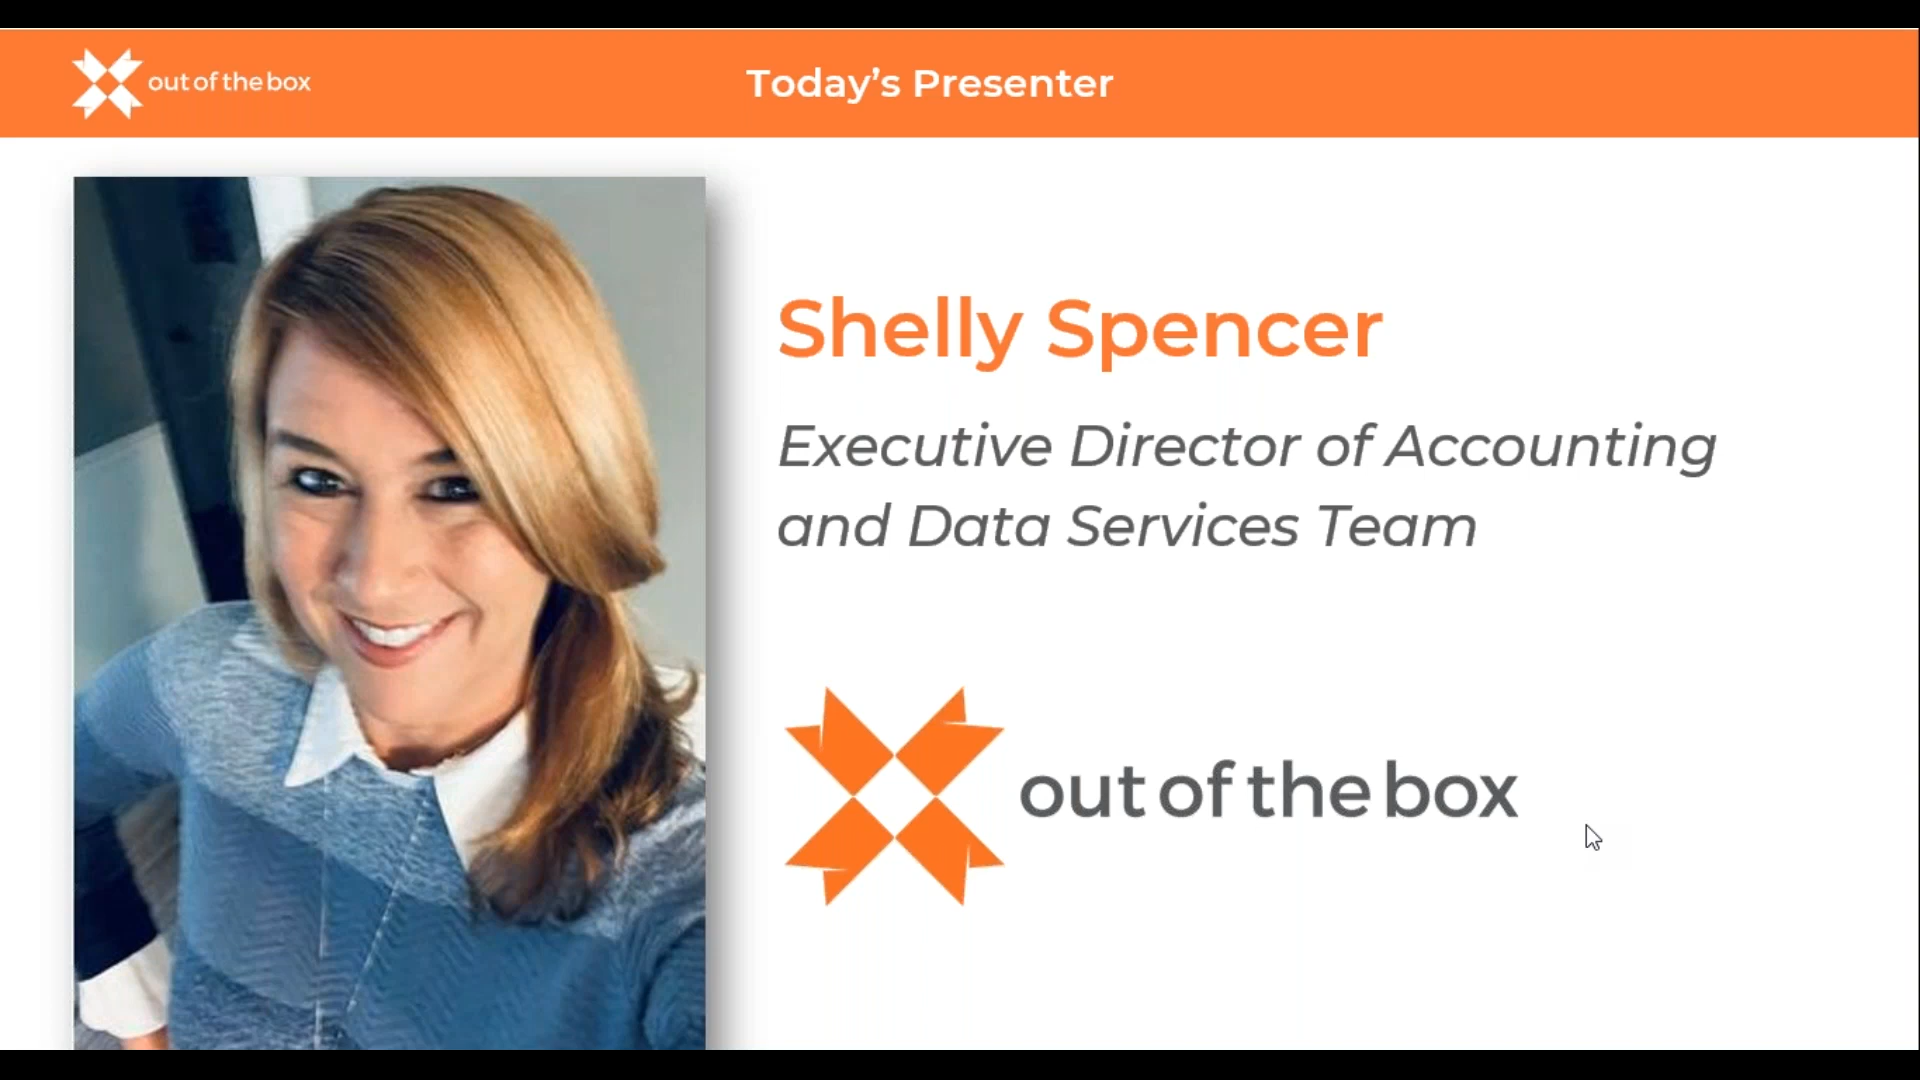 out of the box
Today's Presenter
Shelly Spencer
Executive Director of Accounting
and Data Services Team
out of the box